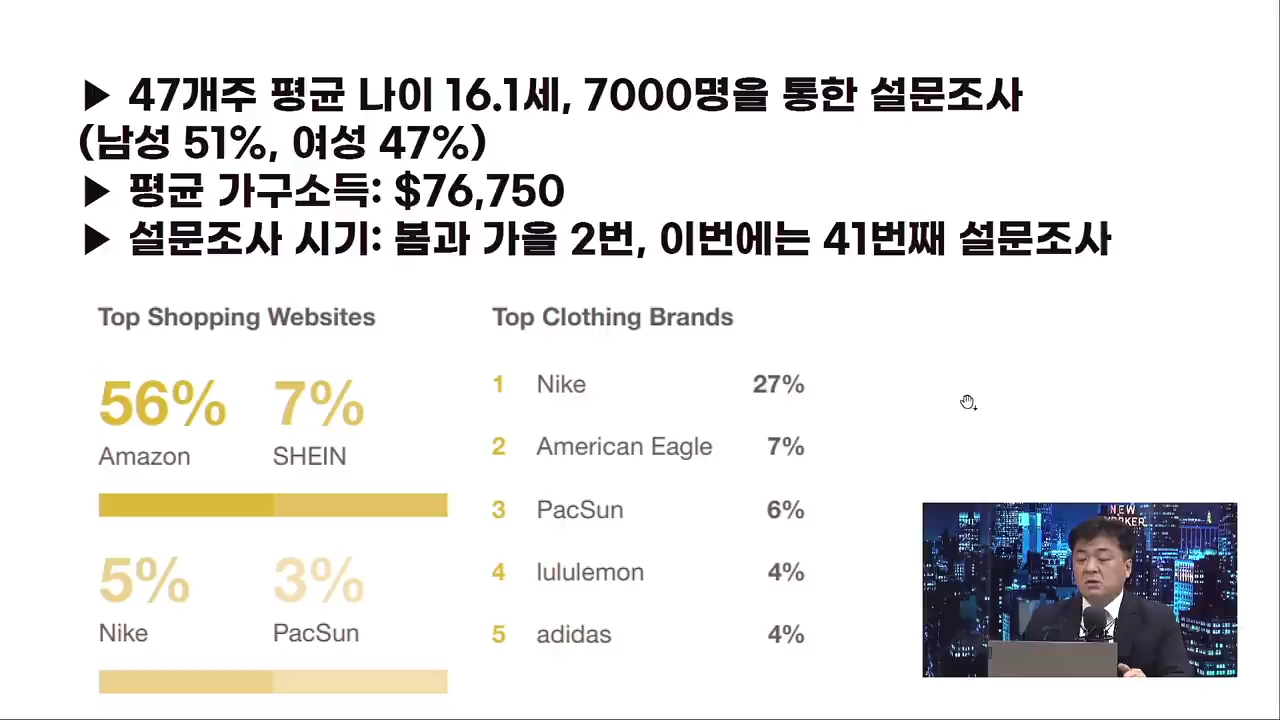 ▶ 47개주 평균 나이 16.1세, 7000명을 통한 설문조사
(남성 51%, 여성 47%)
▶ 평균 가구소득: $76,750
▶ 설문조사 시기: 봄과 가을 2번, 이번에는 41번째 설문조사
Top Shopping Websites
56% 7%
Amazon SHEIN
5% 3%
Nike PacSun
Top Clothing Brands
1 Nike 27%
2 American Eagle 7%
3 PacSun 6%
4 lululemon 4%
5 adidas 4%
NEW